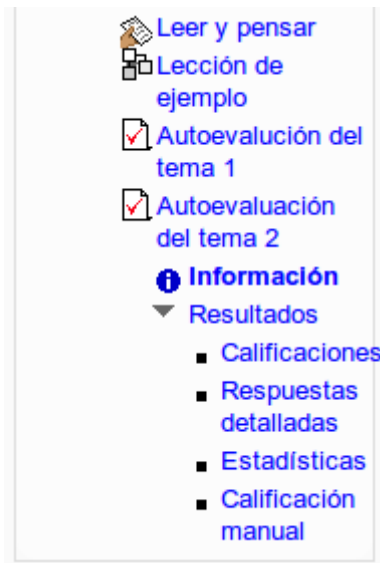 Leer y pensar
Lección de
ejemplo
Autoevalución del
tema 1
Autoevaluación
del tema 2
Información
Resultados
Calificaciones
Respuestas
detalladas
Estadísticas
Calificación
manual